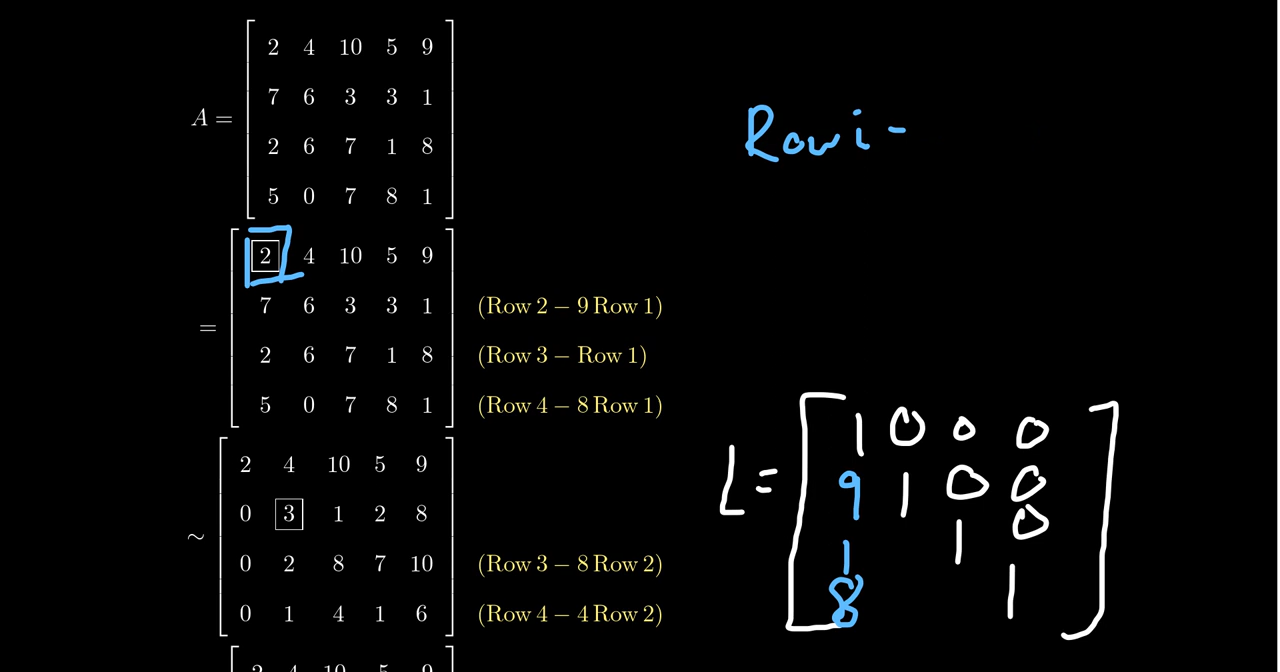 2 4 10 5 9
7 6 3 3 1
A =
2 6 7 1 8
5 0 7 8 1
Row i -
2 4 10 5 9
7 6 3 3 1 (Row 2 − 9 Row 1)
=
2 6 7 1 8 (Row 3 − Row 1)
5 0 7 8 1 (Row 4 − 8 Row 1)
2 4 10 5 9
0 3 1 2 8
~
0 2 8 7 10 (Row 3 − 8 Row 2)
0 1 4 1 6 (Row 4 − 4 Row 2)
L =
1 0 0 0
9 1 0 0
1 1 0
8 1
2 4 10 5 9